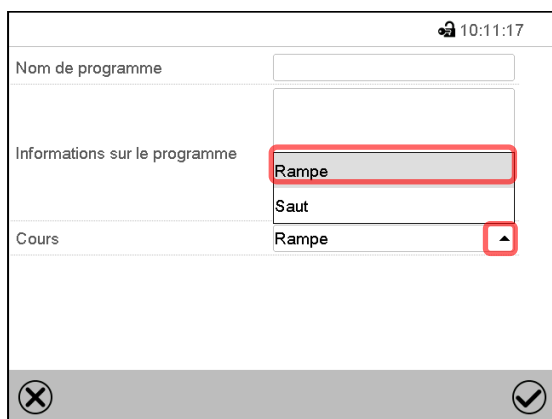 10:11:17
Nom de programme
Informations sur le programme
Rampe
Saut
Cours
Rampe